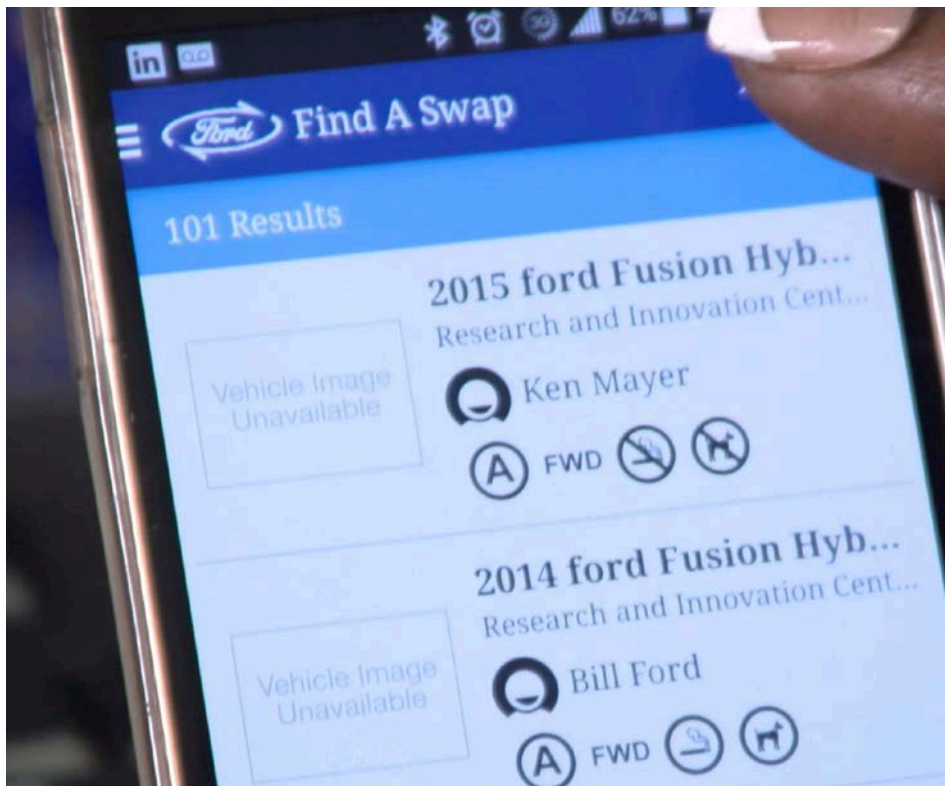 in
3G
62%
Ford Find A Swap
101 Results
2015 ford Fusion Hyb...
Research and Innovation Cent...
Vehicle Image
Unavailable
Ken Mayer
A FWD
2014 ford Fusion Hyb...
Research and Innovation Cent...
Vehicle Image
Unavailable
Bill Ford
A FWD